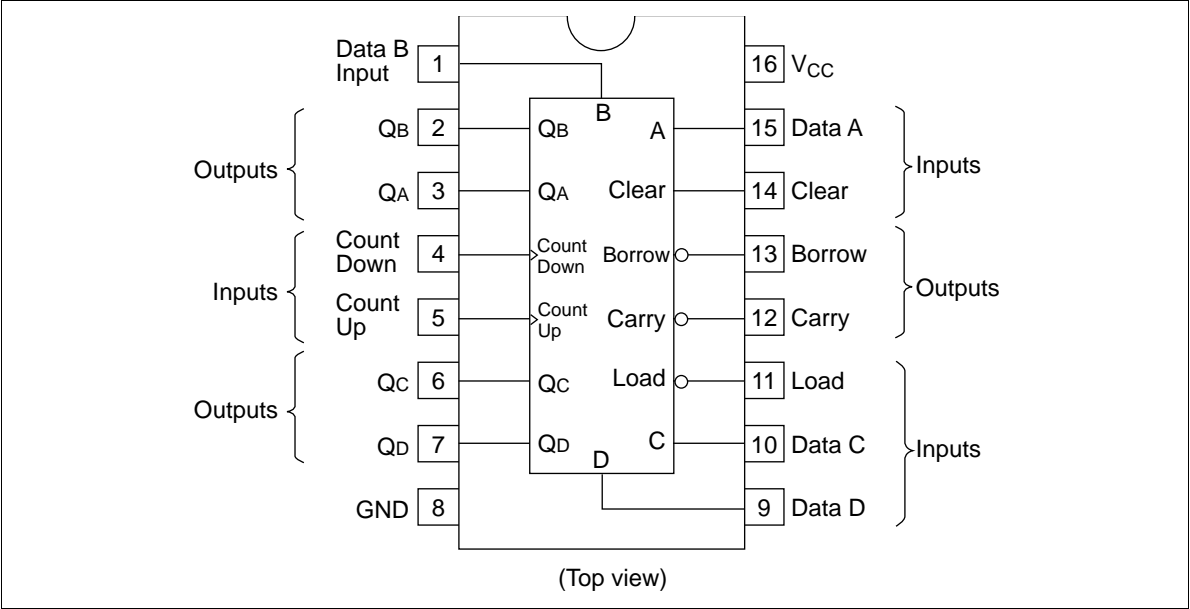 Data B
Input
1
16
VCC
B
QB
2
QB
A
15
Data A
Outputs
Inputs
QA
3
QA
Clear
14
Clear
Count
Down
4
Count
Down
Borrow
13
Borrow
Inputs
Outputs
Count
Up
5
Count
Up
Carry
12
Carry
QC
6
QC
Load
11
Load
Outputs
Inputs
QD
7
QD
C
10
Data C
D
GND
8
9
Data D
(Top view)